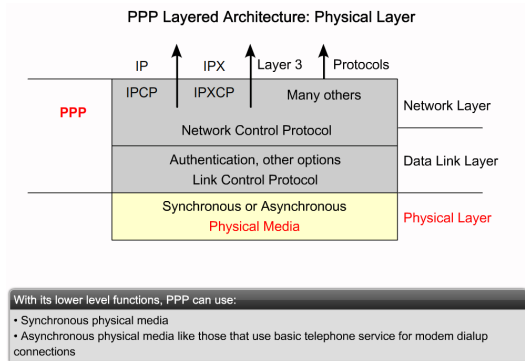 PPP Layered Architecture: Physical Layer
IP IPX Layer 3 Protocols
IPCP IPXCP Many others
PPP
Network Layer
Network Control Protocol
Authentication, other options
Data Link Layer
Link Control Protocol
Synchronous or Asynchronous
Physical Media
Physical Layer
With its lower level functions, PPP can use:
• Synchronous physical media
• Asynchronous physical media like those that use basic telephone service for modem dialup
connections